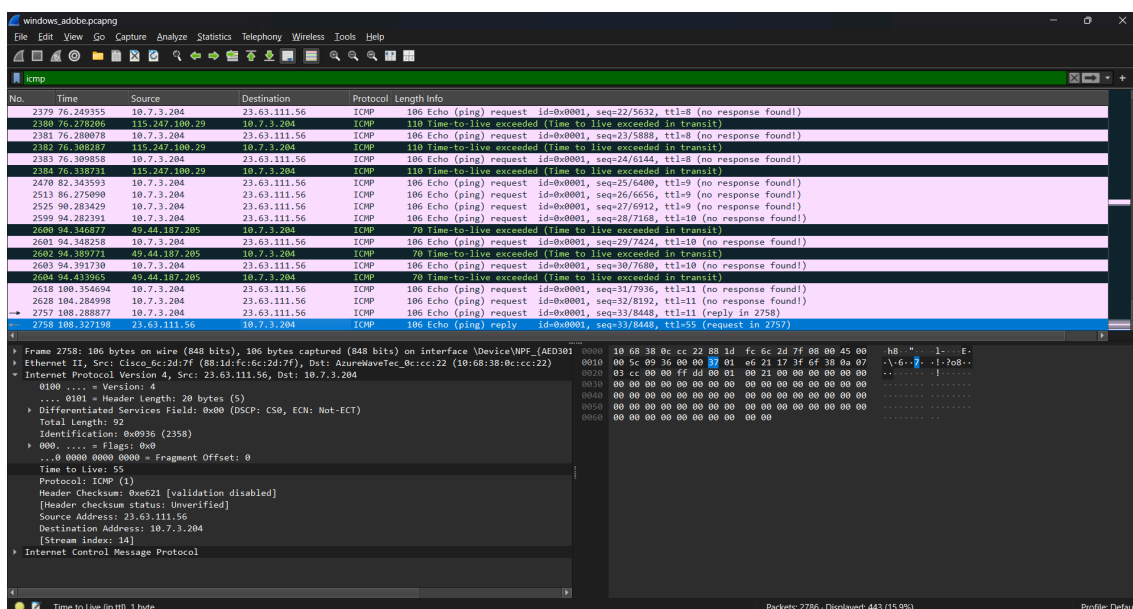 windows_adobe.pcapng
File Edit View Go Capture Analyze Statistics Telephony Wireless Tools Help
icmp
No. Time Source Destination Protocol Length Info
2379 76.249355 10.7.3.204 23.63.111.56 ICMP 106 Echo (ping) request id=0x0001, seq=22/5632, ttl=8 (no response found!)
2380 76.278206 115.247.100.29 10.7.3.204 ICMP 110 Time-to-live exceeded (Time to live exceeded in transit)
2381 76.280078 10.7.3.204 23.63.111.56 ICMP 106 Echo (ping) request id=0x0001, seq=23/5888, ttl=8 (no response found!)
2382 76.308287 115.247.100.29 10.7.3.204 ICMP 110 Time-to-live exceeded (Time to live exceeded in transit)
2383 76.309858 10.7.3.204 23.63.111.56 ICMP 106 Echo (ping) request id=0x0001, seq=24/6144, ttl=8 (no response found!)
2384 76.338731 115.247.100.29 10.7.3.204 ICMP 110 Time-to-live exceeded (Time to live exceeded in transit)
2470 82.343593 10.7.3.204 23.63.111.56 ICMP 106 Echo (ping) request id=0x0001, seq=25/6400, ttl=9 (no response found!)
2513 86.275090 10.7.3.204 23.63.111.56 ICMP 106 Echo (ping) request id=0x0001, seq=26/6656, ttl=9 (no response found!)
2525 90.283429 10.7.3.204 23.63.111.56 ICMP 106 Echo (ping) request id=0x0001, seq=27/6912, ttl=9 (no response found!)
2599 94.282391 10.7.3.204 23.63.111.56 ICMP 106 Echo (ping) request id=0x0001, seq=28/7168, ttl=10 (no response found!)
2600 94.346877 49.44.187.205 10.7.3.204 ICMP 70 Time-to-live exceeded (Time to live exceeded in transit)
2601 94.348258 10.7.3.204 23.63.111.56 ICMP 106 Echo (ping) request id=0x0001, seq=29/7424, ttl=10 (no response found!)
2602 94.389771 49.44.187.205 10.7.3.204 ICMP 70 Time-to-live exceeded (Time to live exceeded in transit)
2603 94.391730 10.7.3.204 23.63.111.56 ICMP 106 Echo (ping) request id=0x0001, seq=30/7680, ttl=10 (no response found!)
2604 94.433965 49.44.187.205 10.7.3.204 ICMP 70 Time-to-live exceeded (Time to live exceeded in transit)
2618 100.354694 10.7.3.204 23.63.111.56 ICMP 106 Echo (ping) request id=0x0001, seq=31/7936, ttl=11 (no response found!)
2628 104.284998 10.7.3.204 23.63.111.56 ICMP 106 Echo (ping) request id=0x0001, seq=32/8192, ttl=11 (no response found!)
2757 108.288877 10.7.3.204 23.63.111.56 ICMP 106 Echo (ping) request id=0x0001, seq=33/8448, ttl=11 (reply in 2758)
2758 108.327198 23.63.111.56 10.7.3.204 ICMP 106 Echo (ping) reply id=0x0001, seq=33/8448, ttl=55 (request in 2757)
Frame 2758: 106 bytes on wire (848 bits), 106 bytes captured (848 bits) on interface \Device\NPF_{AED301
Ethernet II, Src: Cisco_6c:2d:7f (88:1d:fc:6c:2d:7f), Dst: AzureWaveTec_0c:cc:22 (10:68:38:0c:cc:22)
Internet Protocol Version 4, Src: 23.63.111.56, Dst: 10.7.3.204
0100 .... = Version: 4
.... 0101 = Header Length: 20 bytes (5)
Differentiated Services Field: 0x00 (DSCP: CS0, ECN: Not-ECT)
Total Length: 92
Identification: 0x0936 (2358)
000. .... = Flags: 0x0
...0 0000 0000 0000 = Fragment Offset: 0
Time to Live: 55
Protocol: ICMP (1)
Header Checksum: 0xe621 [validation disabled]
[Header checksum status: Unverified]
Source Address: 23.63.111.56
Destination Address: 10.7.3.204
[Stream index: 14]
Internet Control Message Protocol
0000 10 68 38 0c cc 22 88 1d fc 6c 2d 7f 08 00 45 00 ·h8··"·· ·l-···E·
0010 00 5c 09 36 00 00 37 01 e6 21 17 3f 6f 38 0a 07 ·\·6··7· ·!·?o8··
0020 03 cc 00 00 ff dd 00 01 00 21 00 00 00 00 00 00 ········ ·!······
0030 00 00 00 00 00 00 00 00 00 00 00 00 00 00 00 00 ········ ········
0040 00 00 00 00 00 00 00 00 00 00 00 00 00 00 00 00 ········ ········
0050 00 00 00 00 00 00 00 00 00 00 00 00 00 00 00 00 ········ ········
0060 00 00 00 00 00 00 00 00 00 00 ········ ··
Time to Live (ip.ttl), 1 byte Packets: 2786 · Displayed: 443 (15.9%) Profile: Defau